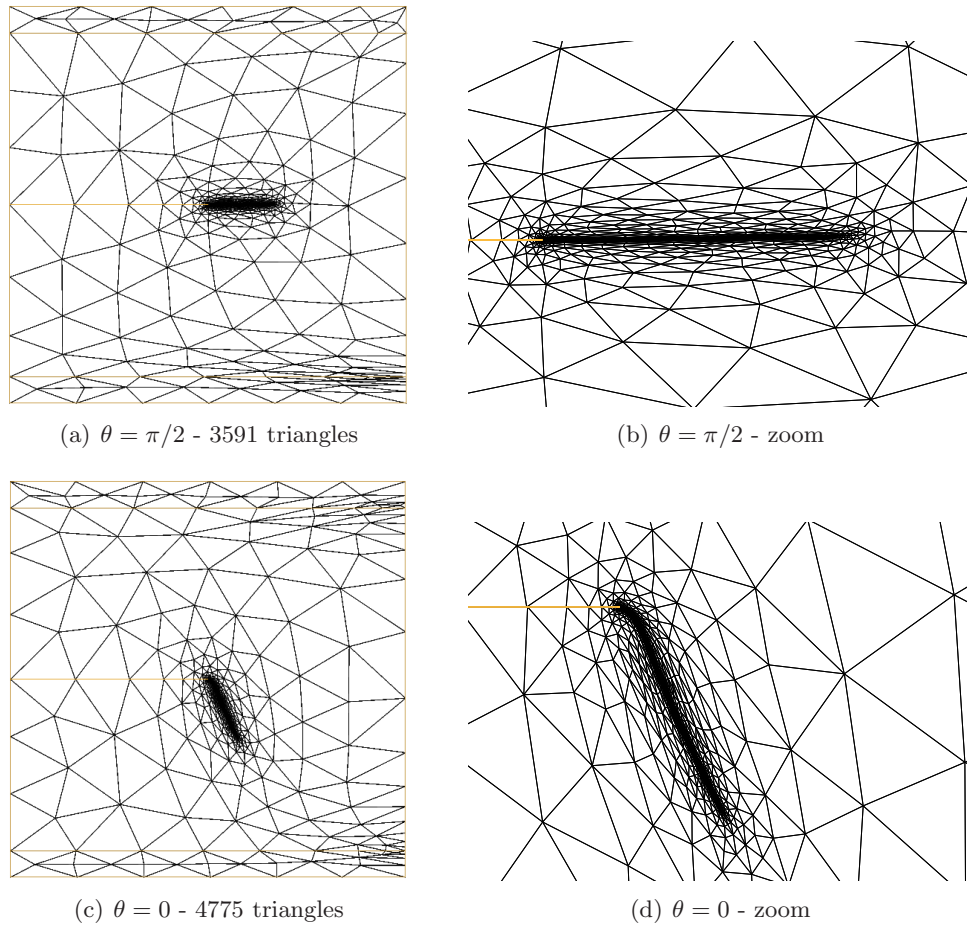 (a) θ = π/2 - 3591 triangles
(b) θ = π/2 - zoom
(c) θ = 0 - 4775 triangles
(d) θ = 0 - zoom